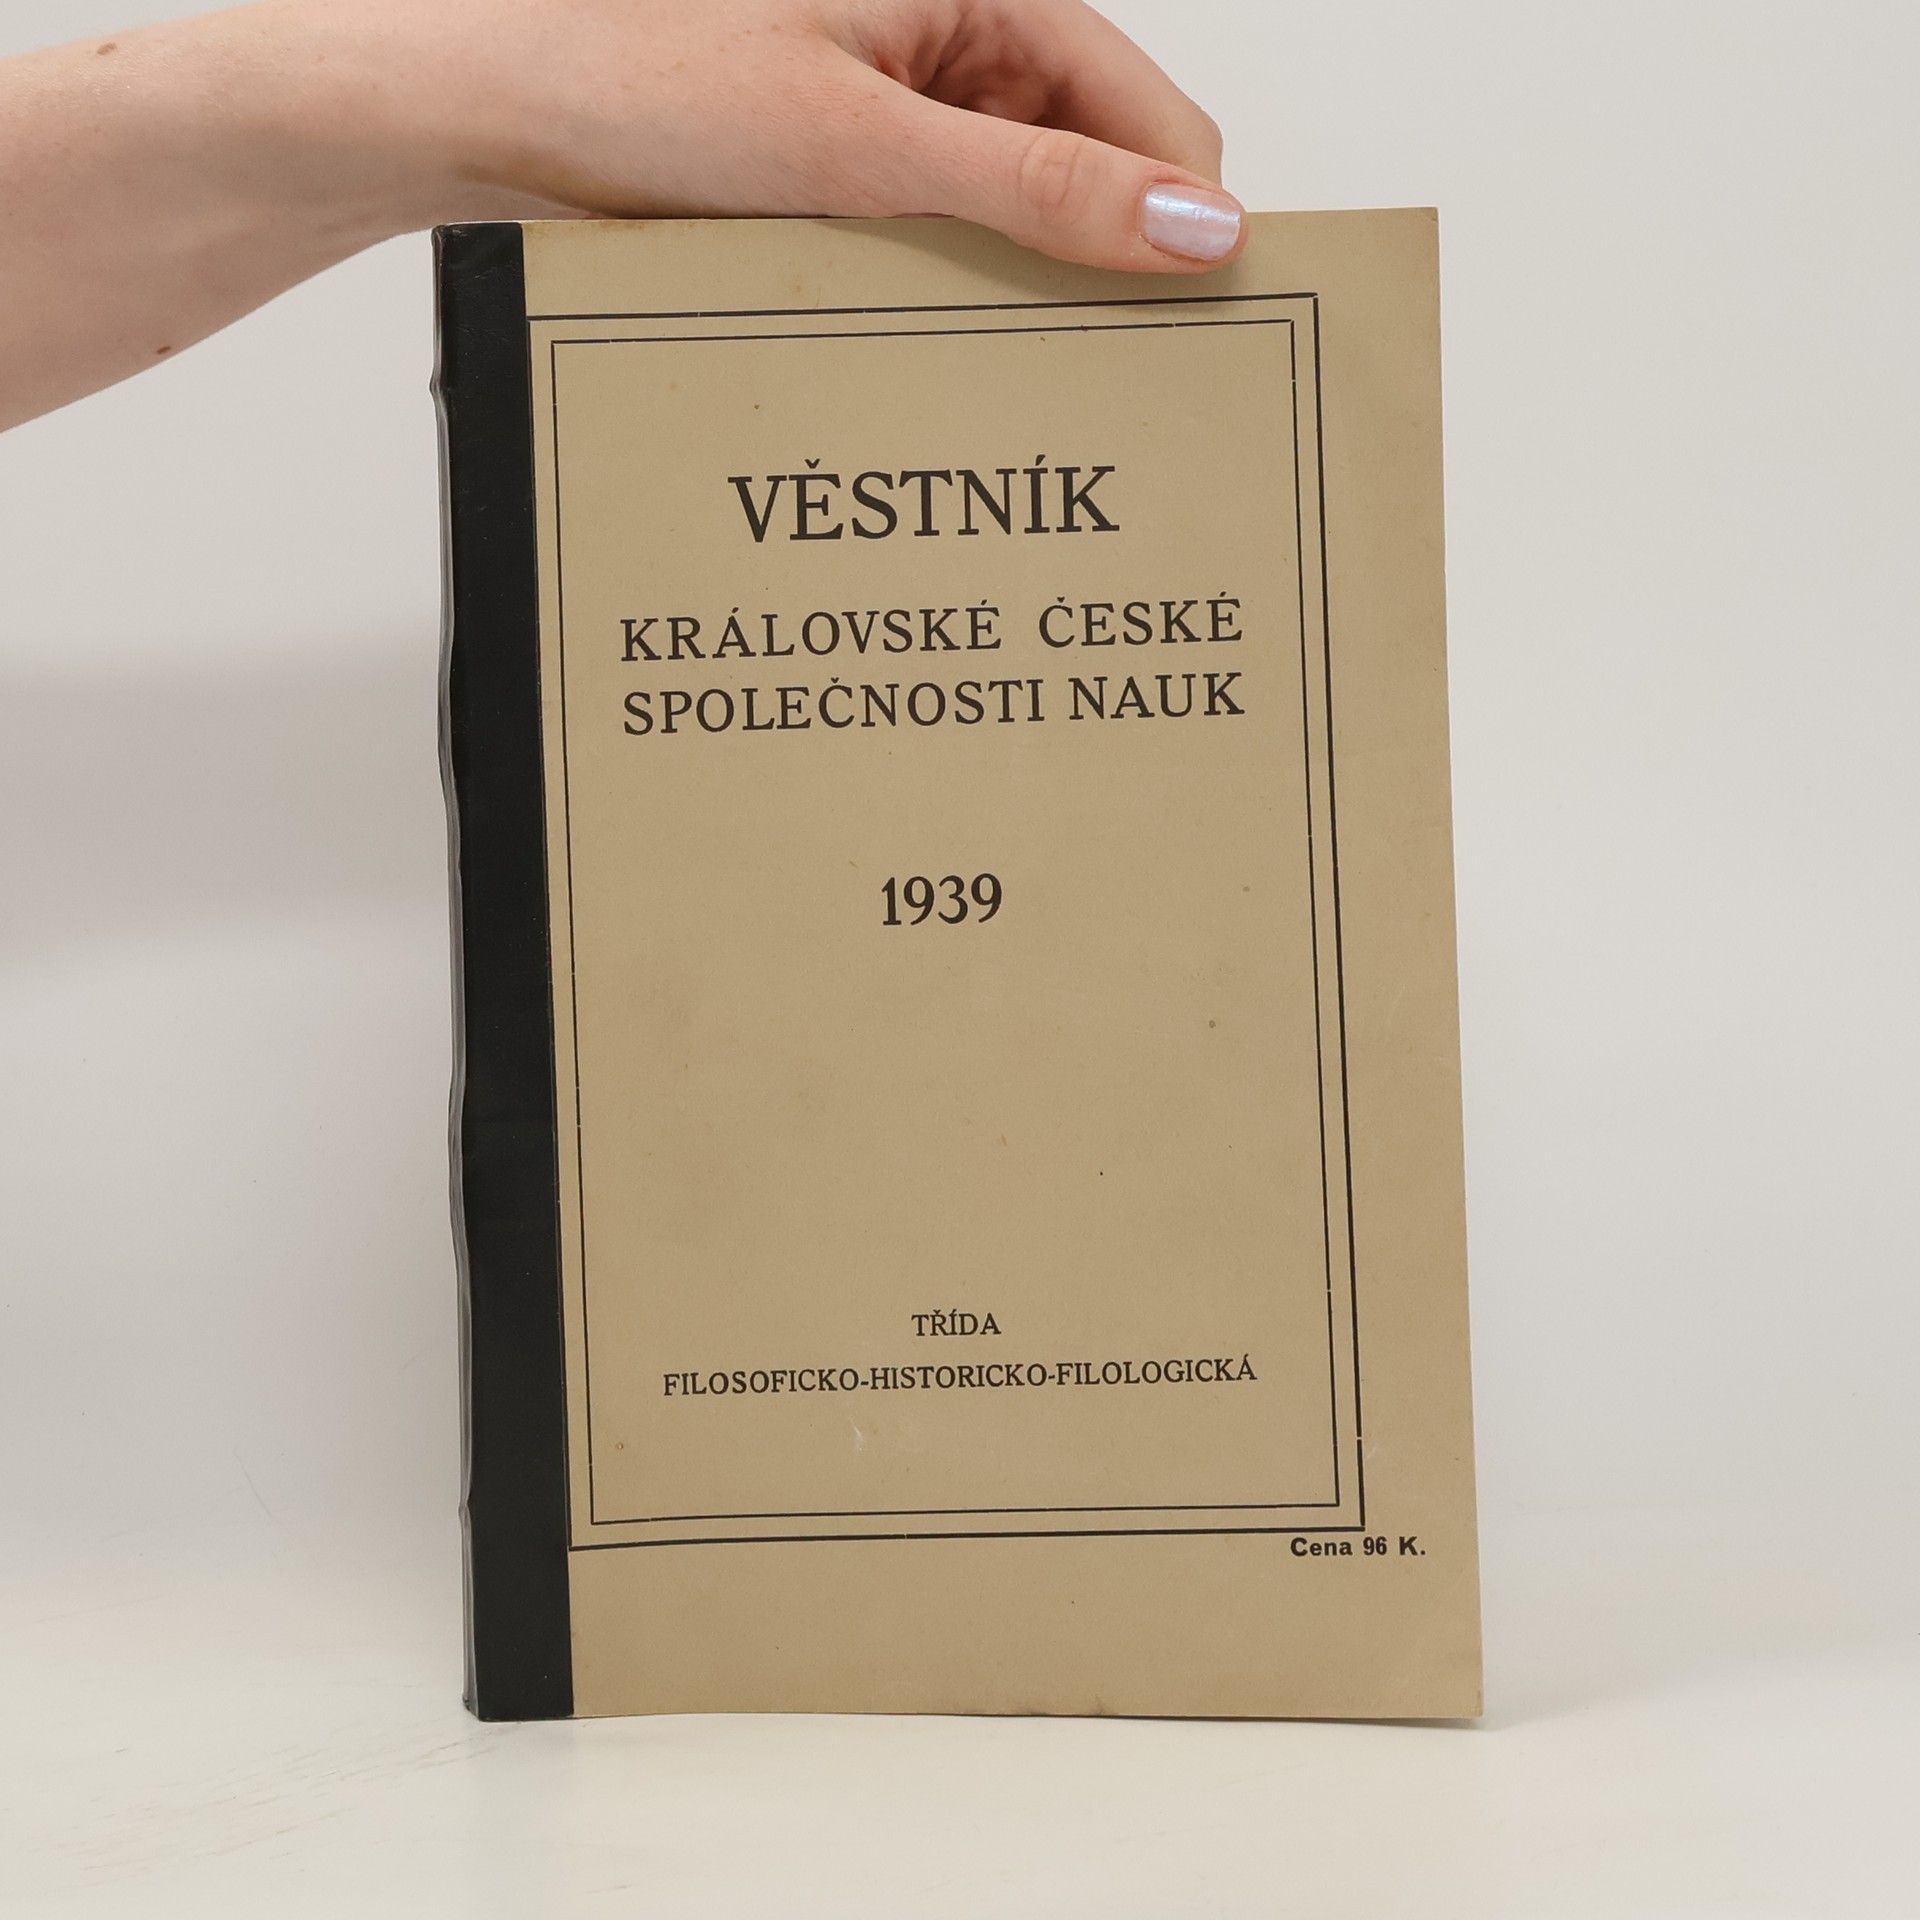 VĚSTNÍK
KRÁLOVSKÉ ČESKÉ
SPOLEČNOSTI NAUK
1939
TŘÍDA
FILOSOFICKO-HISTORICKO-FILOLOGICKÁ
Cena 96 K.